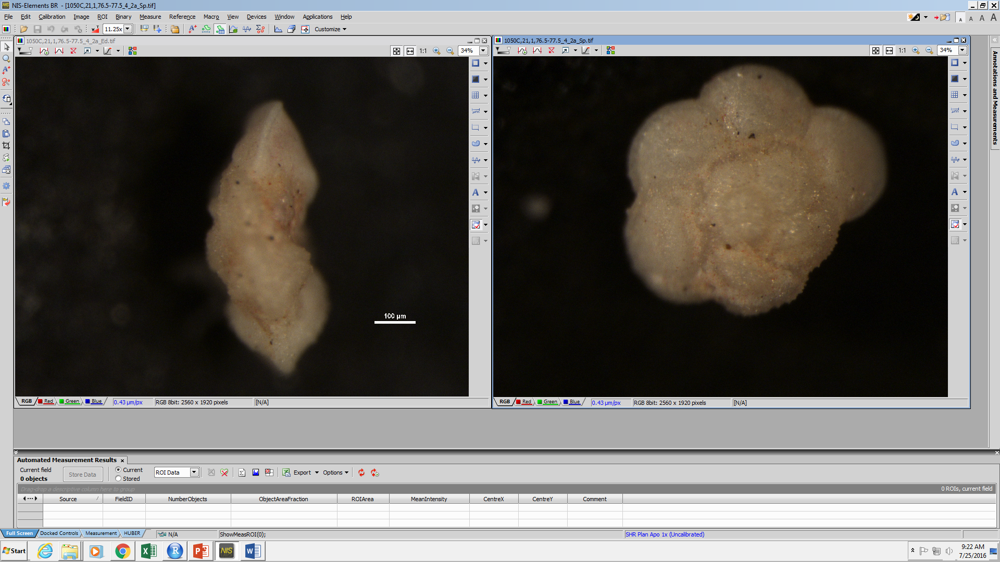 NIS-Elements BR - [1050C,21,1,76.5-77.5_4_2a_Sp.tif]
File Edit Calibration Image ROI Binary Measure Reference Macro View Devices Window Applications Help
11.25x Customize
1050C,21,1,76.5-77.5_4_2a_Ed.tif
1:1 34%
100 µm
RGB Red Green Blue 0.43 µm/px RGB 8bit: 2560 x 1920 pixels [N/A]
1050C,21,1,76.5-77.5_4_2a_Sp.tif
1:1 34%
RGB Red Green Blue 0.43 µm/px RGB 8bit: 2560 x 1920 pixels [N/A]
Annotations and Measurements
Automated Measurement Results
Current field
0 objects
Store Data
Current
Stored
ROI Data Export Options
Drag-drop a descriptive column here to group 0 ROIs, current field
Source FieldID NumberObjects ObjectAreaFraction ROIArea MeanIntensity CentreX CentreY Comment
Full Screen Docked Controls Measurement HUBER N/A ShowMeasROI(0); SHR Plan Apo 1x (Uncalibrated)
Start NIS 9:22 AM
7/25/2016